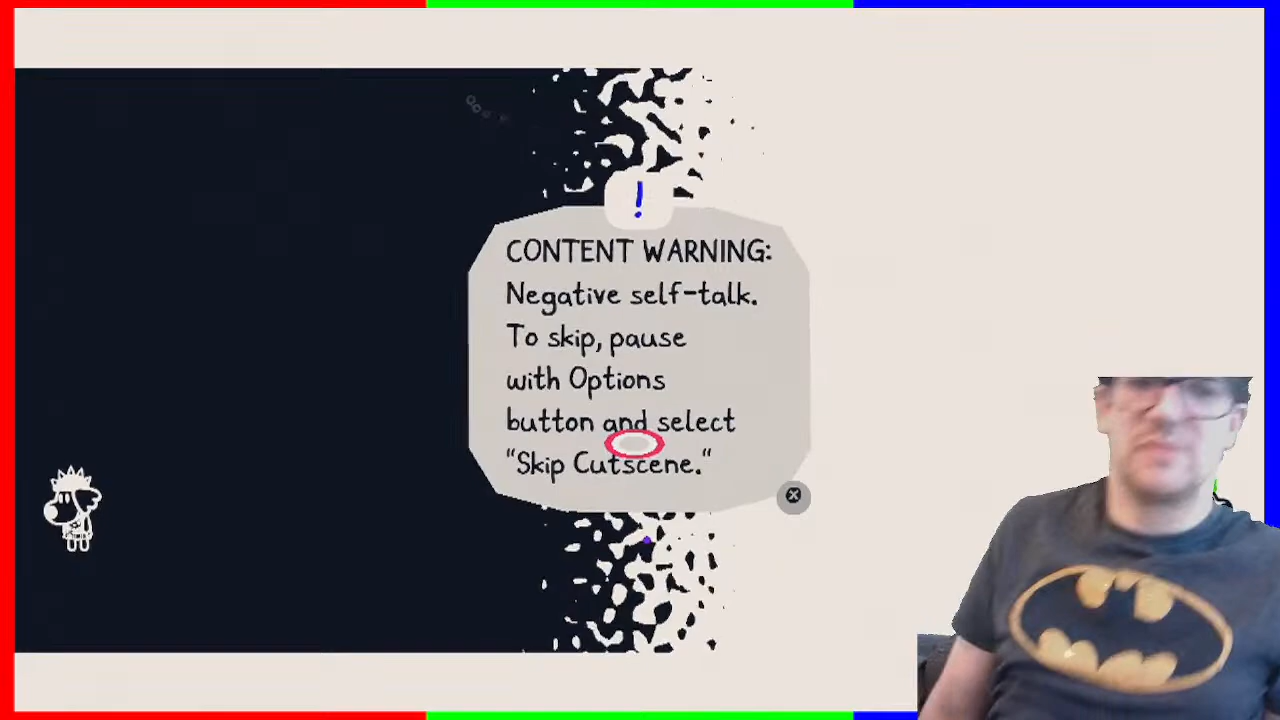 !
CONTENT WARNING:
Negative self-talk.
To skip, pause
with Options
button and select
"Skip Cutscene."